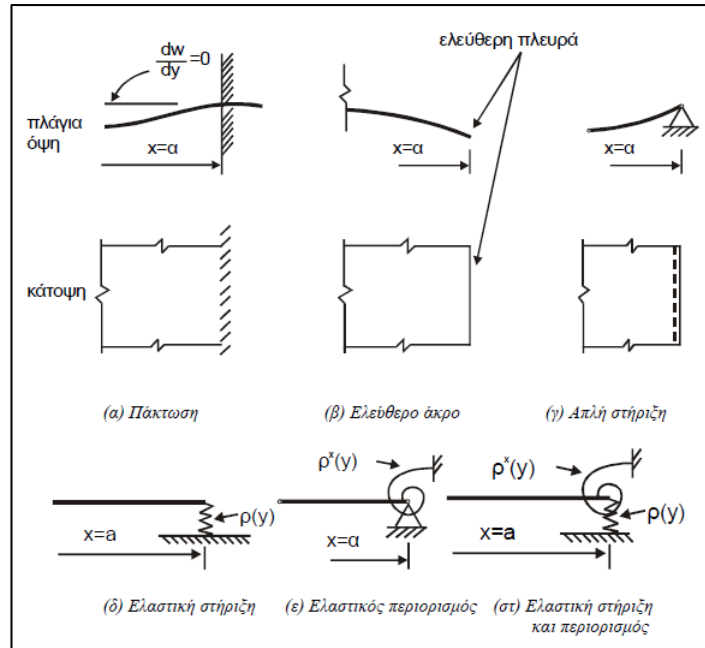 dw/dy =0
ελεύθερη πλευρά
πλάγια
όψη
x=α
x=α
x=α
κάτοψη
(α) Πάκτωση
(β) Ελεύθερο άκρο
(γ) Απλή στήριξη
ρˣ(y)
ρˣ(y)
ρ(y)
ρ(y)
x=a
x=α
x=a
(δ) Ελαστική στήριξη
(ε) Ελαστικός περιορισμός
(στ) Ελαστική στήριξη
και περιορισμός